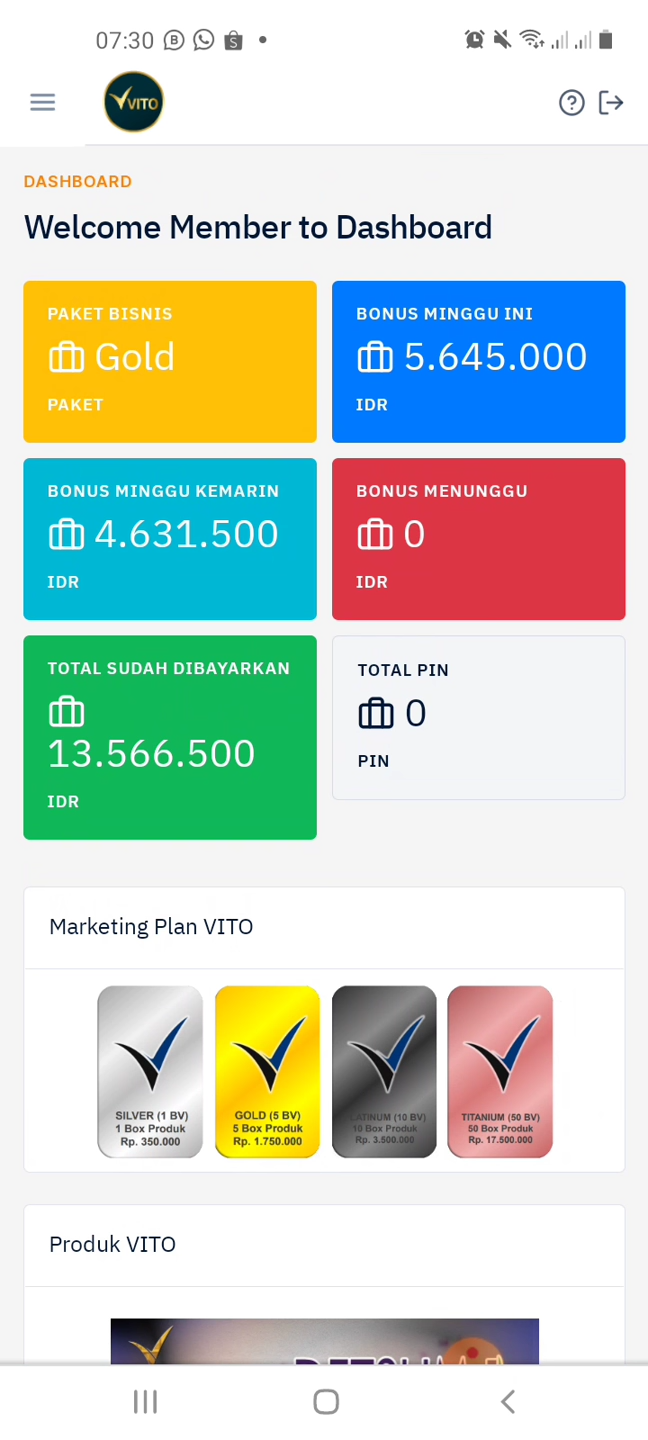 07:30
VITO
DASHBOARD
Welcome Member to Dashboard
PAKET BISNIS
Gold
PAKET
BONUS MINGGU INI
5.645.000
IDR
BONUS MINGGU KEMARIN
4.631.500
IDR
BONUS MENUNGGU
0
IDR
TOTAL SUDAH DIBAYARKAN
13.566.500
IDR
TOTAL PIN
0
PIN
Marketing Plan VITO
SILVER (1 BV)
1 Box Produk
Rp. 350.000
GOLD (5 BV)
5 Box Produk
Rp. 1.750.000
PLATINUM (10 BV)
10 Box Produk
Rp. 3.500.000
TITANIUM (50 BV)
50 Box Produk
Rp. 17.500.000
Produk VITO